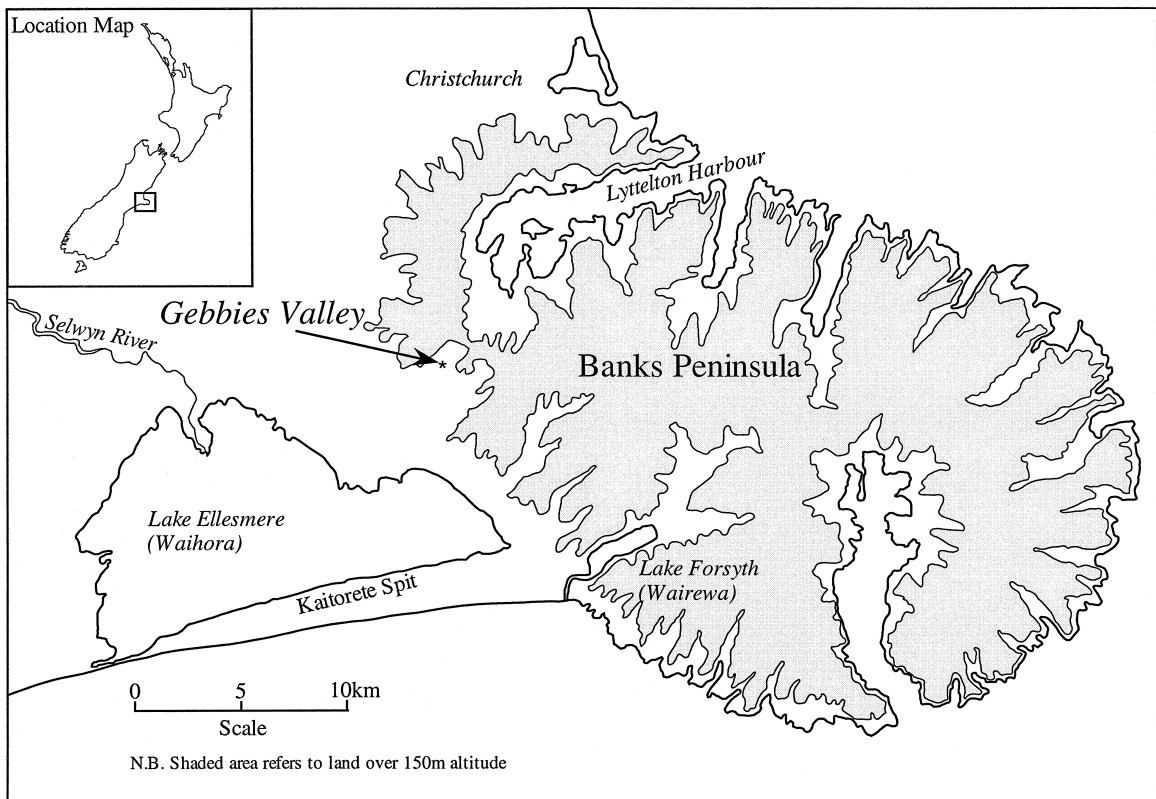 Location Map
Christchurch
Lyttelton Harbour
Gebbies Valley
*
Selwyn River
Banks Peninsula
Lake Ellesmere
(Waihora)
Lake Forsyth
(Wairewa)
Kaitorete Spit
0 5 10km
Scale
N.B. Shaded area refers to land over 150m altitude